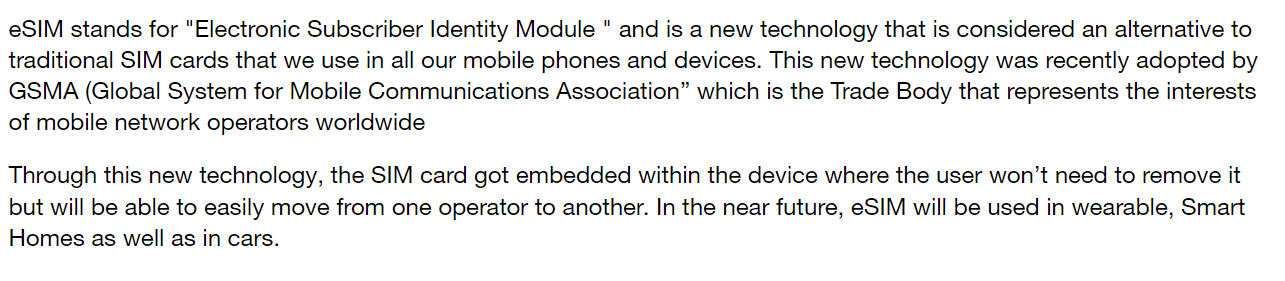 eSIM stands for "Electronic Subscriber Identity Module " and is a new technology that is considered an alternative to
traditional SIM cards that we use in all our mobile phones and devices. This new technology was recently adopted by
GSMA (Global System for Mobile Communications Association” which is the Trade Body that represents the interests
of mobile network operators worldwide
Through this new technology, the SIM card got embedded within the device where the user won’t need to remove it
but will be able to easily move from one operator to another. In the near future, eSIM will be used in wearable, Smart
Homes as well as in cars.